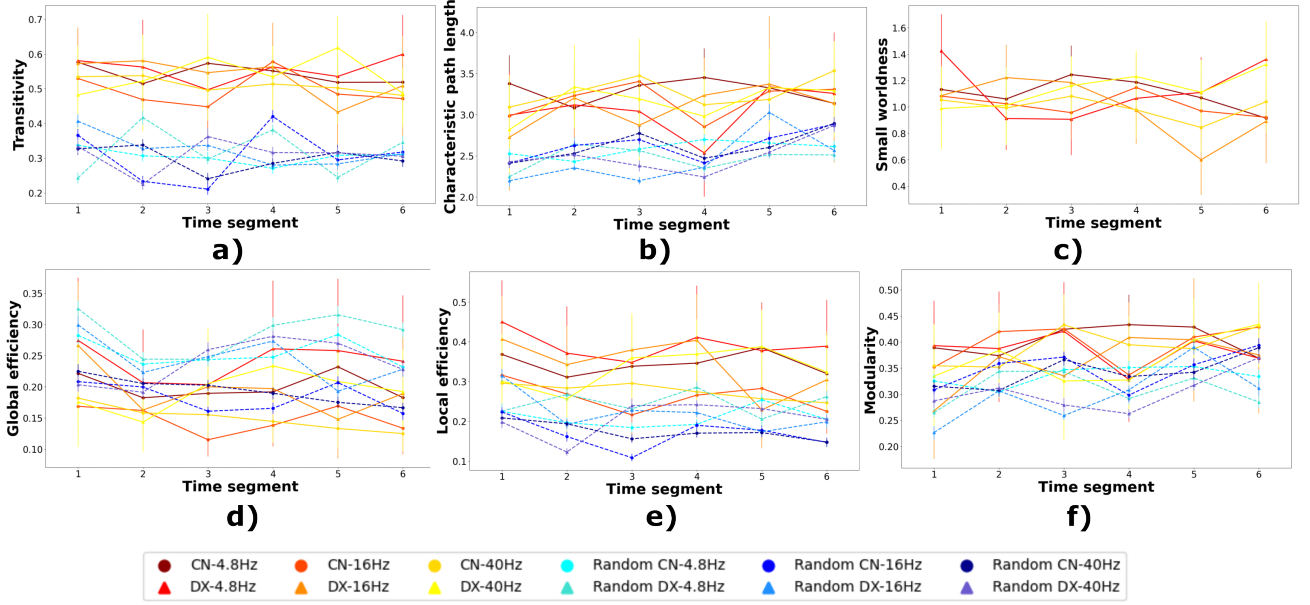 0.7
0.6
0.5
0.4
0.3
0.2
Transitivity
1 2 3 4 5 6
Time segment
a)
4.0
3.5
3.0
2.5
2.0
Characteristic path length
1 2 3 4 5 6
Time segment
b)
1.6
1.4
1.2
1.0
0.8
0.6
0.4
Small worldness
1 2 3 4 5 6
Time segment
c)
0.35
0.30
0.25
0.20
0.15
0.10
Global efficiency
1 2 3 4 5 6
Time segment
d)
0.5
0.4
0.3
0.2
0.1
Local efficiency
1 2 3 4 5 6
Time segment
e)
0.50
0.45
0.40
0.35
0.30
0.25
0.20
Modularity
1 2 3 4 5 6
Time segment
f)
CN-4.8Hz CN-16Hz CN-40Hz Random CN-4.8Hz Random CN-16Hz Random CN-40Hz
DX-4.8Hz DX-16Hz DX-40Hz Random DX-4.8Hz Random DX-16Hz Random DX-40Hz